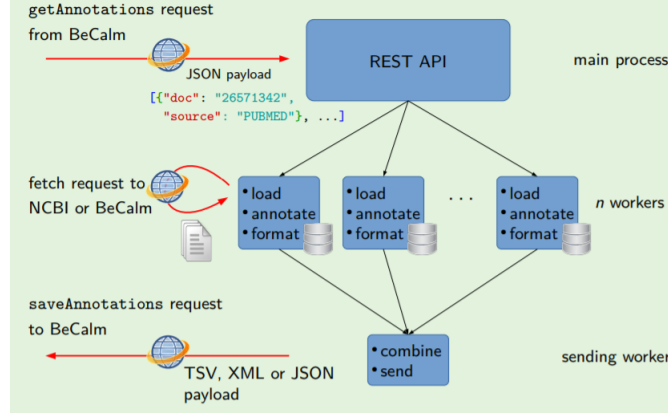 getAnnotations request
from BeCalm
REST API
main process
JSON payload
[{"doc": "26571342",
"source": "PUBMED"}, ...]
fetch request to
NCBI or BeCalm
• load
• annotate
• format
• load
• annotate
• format
. . .
• load
• annotate
• format
n workers
saveAnnotations request
to BeCalm
TSV, XML or JSON
payload
• combine
• send
sending worker